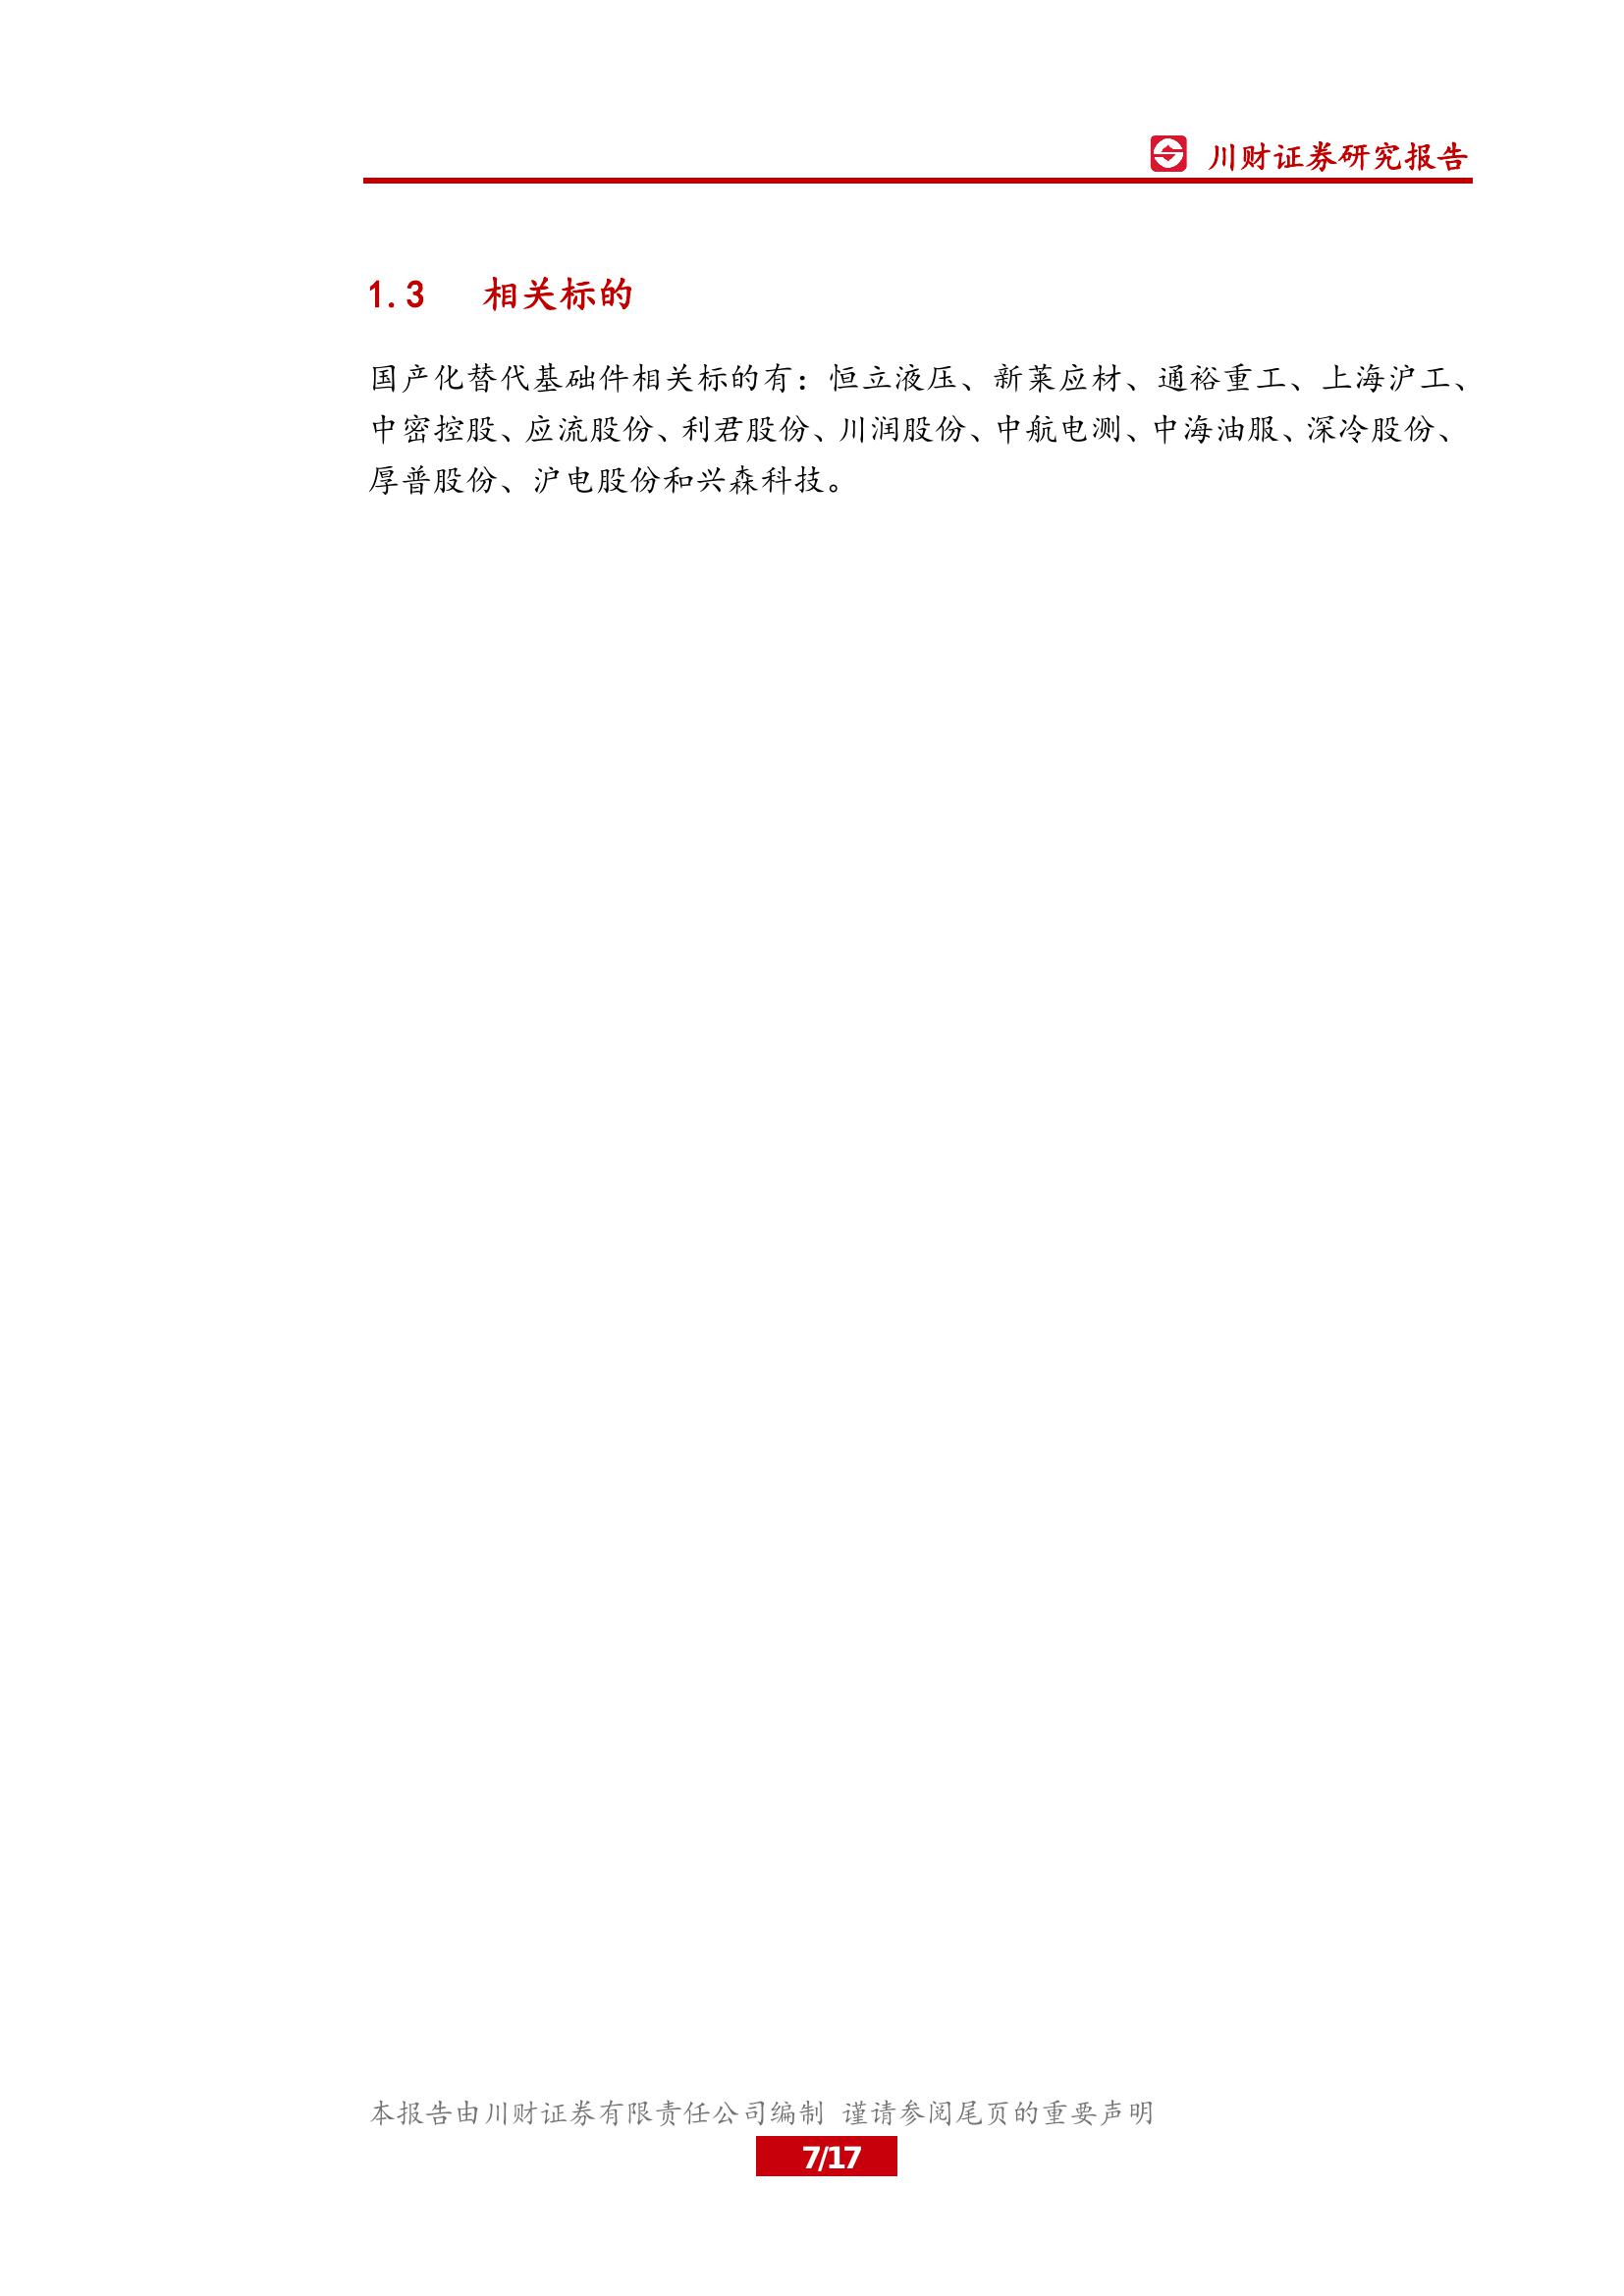 川财证券研究报告
1.3 相关标的
国产化替代基础件相关标的有：恒立液压、新莱应材、通裕重工、上海沪工、
中密控股、应流股份、利君股份、川润股份、中航电测、中海油服、深冷股份、
厚普股份、沪电股份和兴森科技。
本报告由川财证券有限责任公司编制 谨请参阅尾页的重要声明
7/17